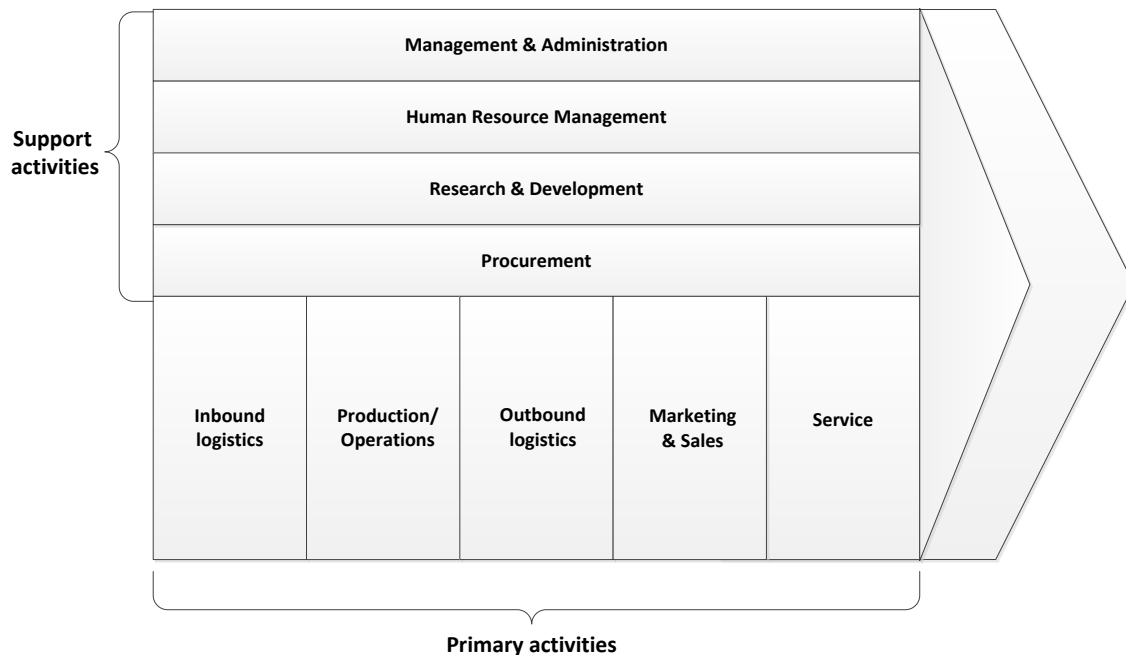 Management & Administration
Human Resource Management
Support
activities
Research & Development
Procurement
Inbound
logistics
Production/
Operations
Outbound
logistics
Marketing
& Sales
Service
Primary activities